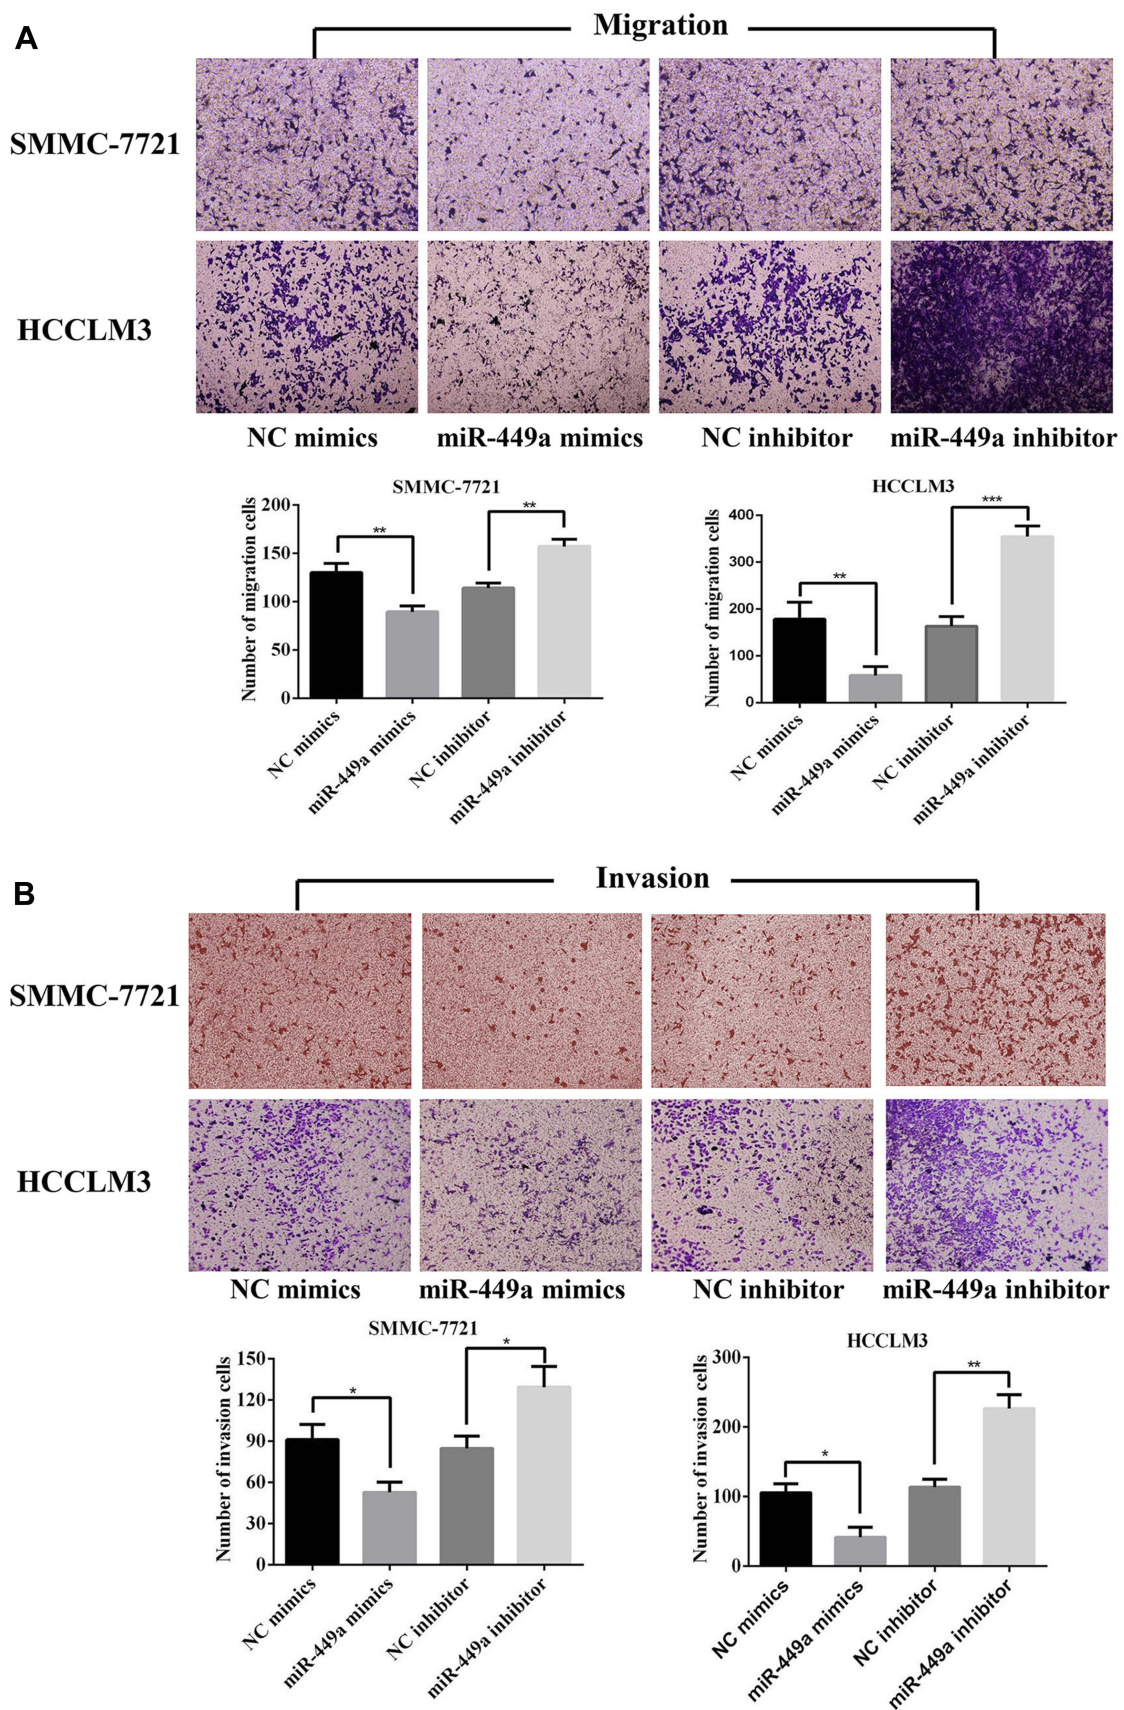 A
Migration
SMMC-7721
HCCLM3
NC mimics miR-449a mimics NC inhibitor miR-449a inhibitor
SMMC-7721
Number of migration cells
200
150
100
50
0
** **
NC mimics
miR-449a mimics
NC inhibitor
miR-449a inhibitor
HCCLM3
Number of migration cells
400
300
200
100
0
** ***
NC mimics
miR-449a mimics
NC inhibitor
miR-449a inhibitor
B
Invasion
SMMC-7721
HCCLM3
NC mimics miR-449a mimics NC inhibitor miR-449a inhibitor
SMMC-7721
Number of invasion cells
150
120
90
60
30
0
* *
NC mimics
miR-449a mimics
NC inhibitor
miR-449a inhibitor
HCCLM3
Number of invasion cells
300
200
100
0
* **
NC mimics
miR-449a mimics
NC inhibitor
miR-449a inhibitor